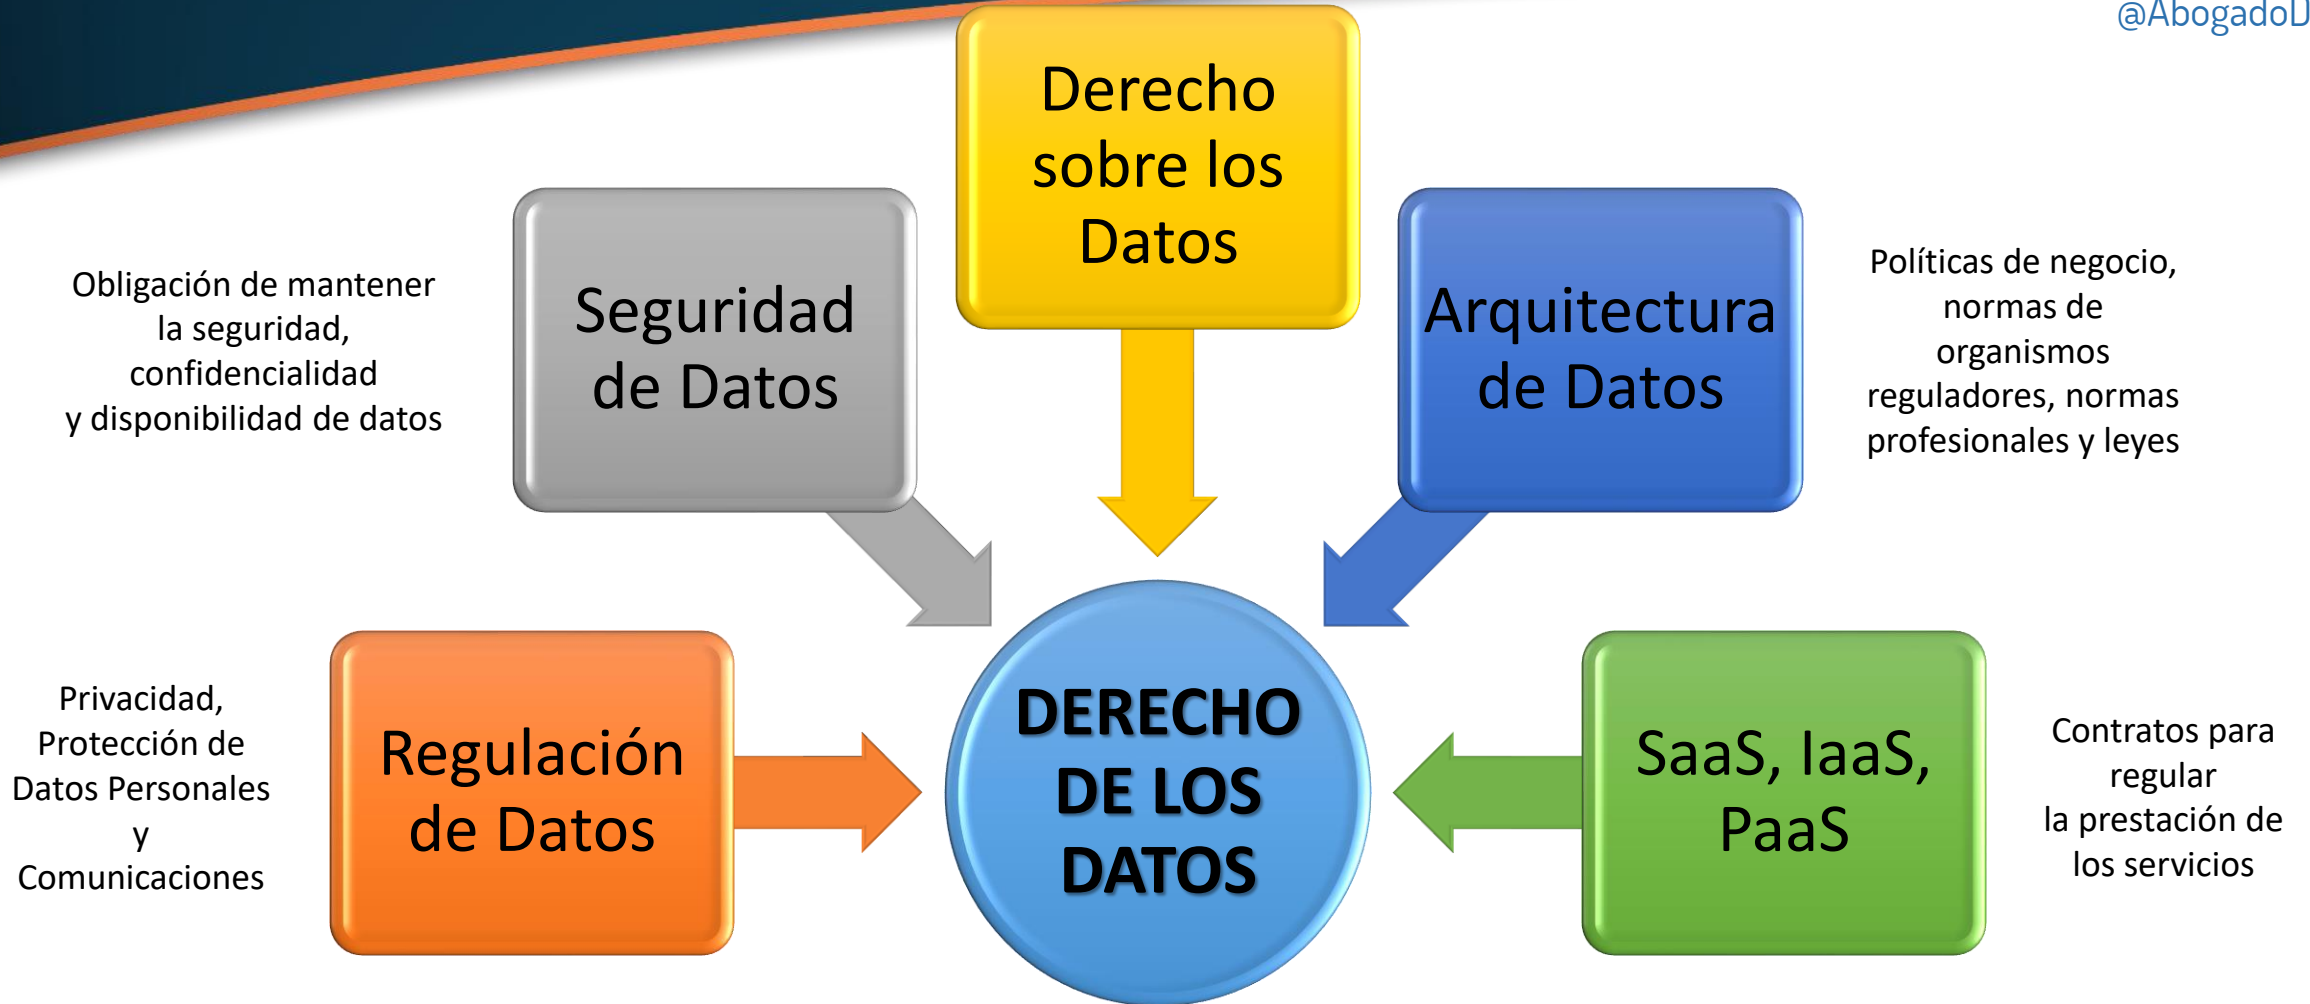 @AbogadoD
Derecho
sobre los
Datos
Seguridad
de Datos
Arquitectura
de Datos
Obligación de mantener
la seguridad,
confidencialidad
y disponibilidad de datos
Políticas de negocio,
normas de
organismos
reguladores, normas
profesionales y leyes
Privacidad,
Protección de
Datos Personales
y
Comunicaciones
Regulación
de Datos
DERECHO
DE LOS
DATOS
SaaS, IaaS,
PaaS
Contratos para
regular
la prestación de
los servicios